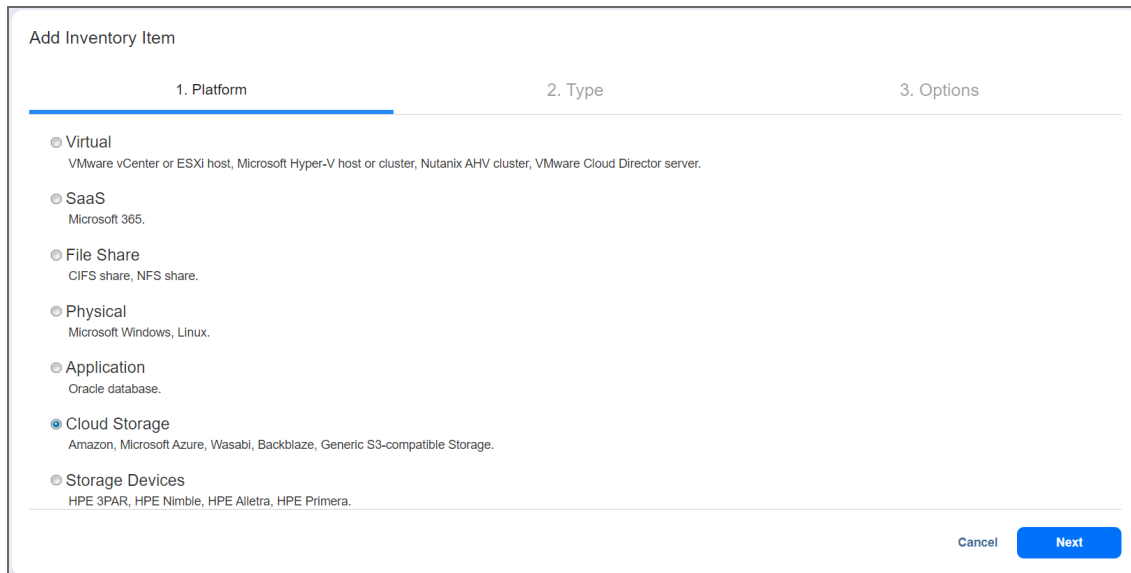 Add Inventory Item
1. Platform
2. Type
3. Options
Virtual
VMware vCenter or ESXi host, Microsoft Hyper-V host or cluster, Nutanix AHV cluster, VMware Cloud Director server.
SaaS
Microsoft 365.
File Share
CIFS share, NFS share.
Physical
Microsoft Windows, Linux.
Application
Oracle database.
Cloud Storage
Amazon, Microsoft Azure, Wasabi, Backblaze, Generic S3-compatible Storage.
Storage Devices
HPE 3PAR, HPE Nimble, HPE Alletra, HPE Primera.
Cancel
Next